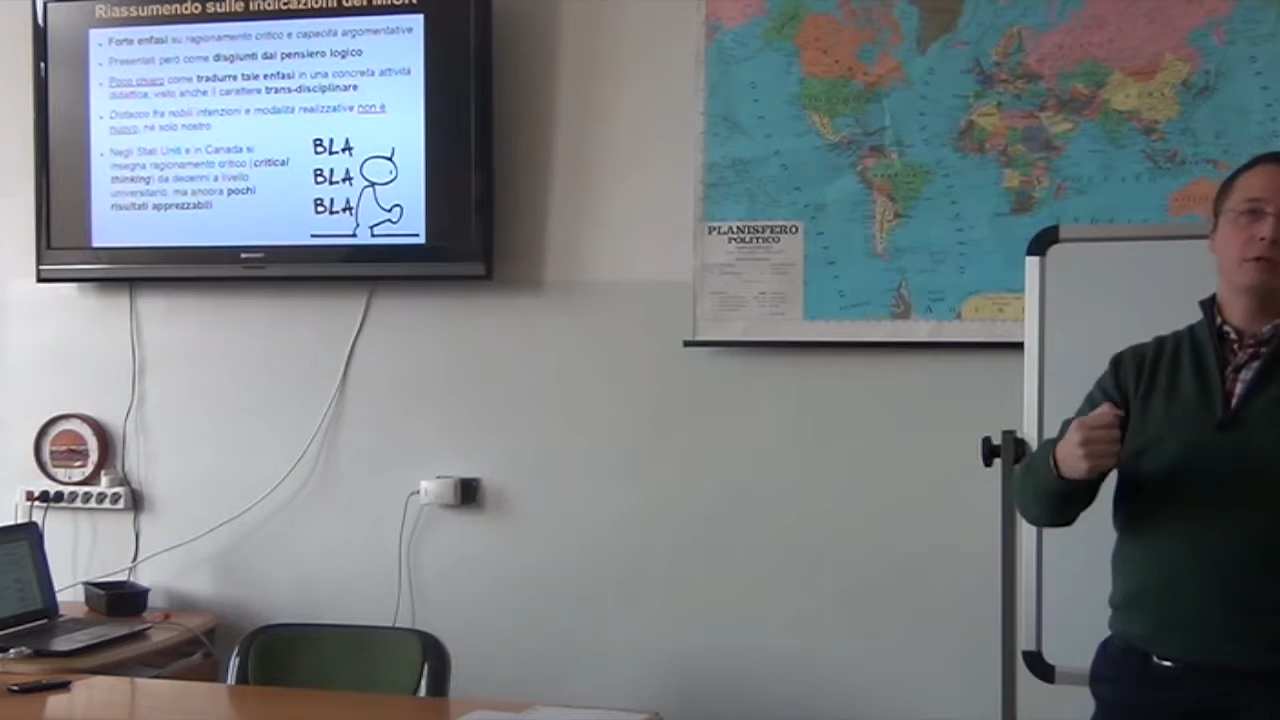 Riassumendo sulle indicazioni del MIUR
Forte enfasi su ragionamento critico e capacità argomentative
Presentati però come disgiunti dal pensiero logico
Poco chiaro come tradurre tale enfasi in una concreta attività
didattica, visto anche il carattere trans-disciplinare
Distacco fra nobili intenzioni e modalità realizzative non è
nuovo, né solo nostro
Negli Stati Uniti e in Canada si
insegna ragionamento critico (critical
thinking) da decenni a livello
universitario, ma ancora pochi
risultati apprezzabili
BLA
BLA
BLA
PLANISFERO
POLITICO